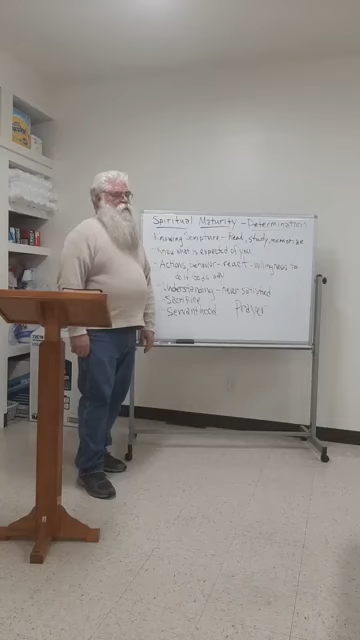 Spiritual Maturity - Determination
Knowing Scripture - Read, study, memorize
- Know what is expected of you
- Actions, behavior - react - willingness to
do it God's way
- Understanding - never satisfied
- Sacrifice
- Servanthood Prayer